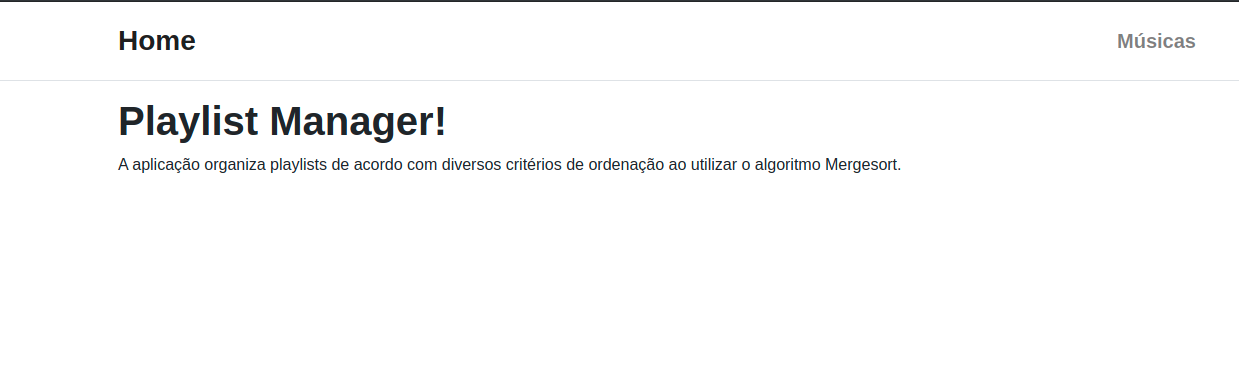 Home
Músicas
Playlist Manager!
A aplicação organiza playlists de acordo com diversos critérios de ordenação ao utilizar o algoritmo Mergesort.